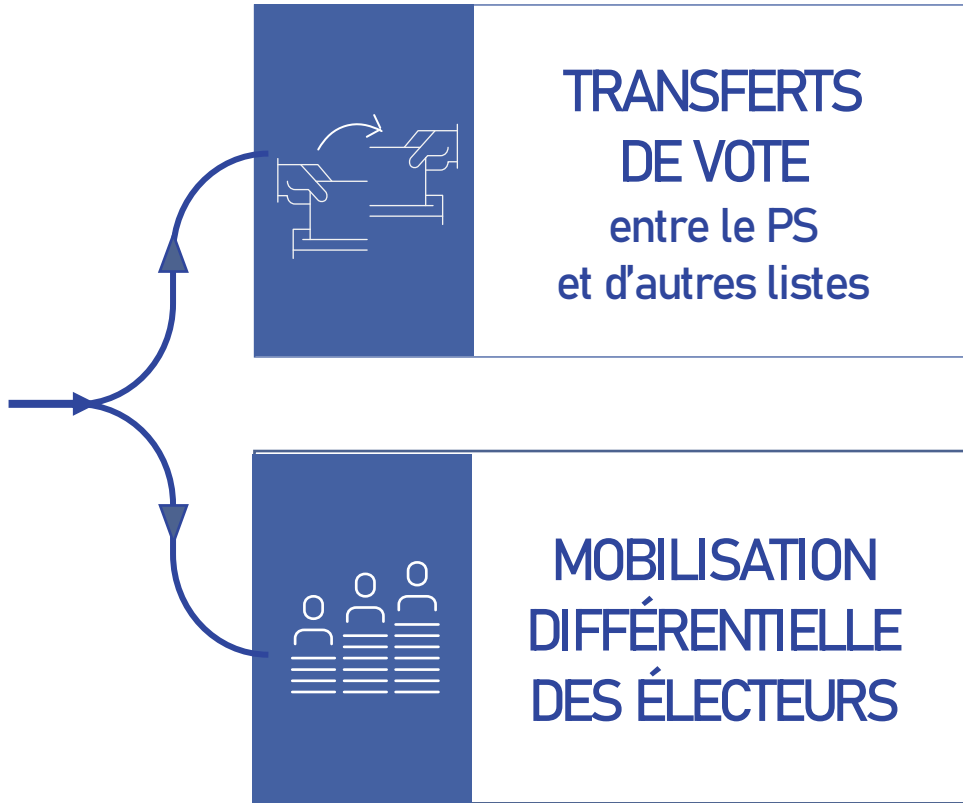 TRANSFERTS
DE VOTE
entre le PS
et d'autres listes
MOBILISATION
DIFFÉRENTIELLE
DES ÉLECTEURS